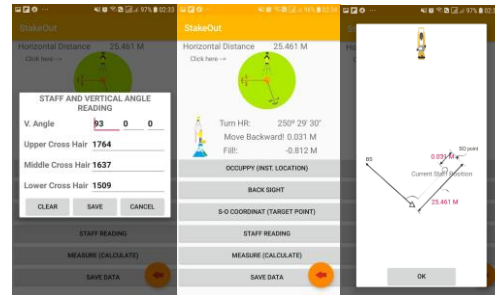 97% 02:33
StakeOut
Horizontal Distance 25.461 M
Click here -->
STAFF AND VERTICAL ANGLE
READING
V. Angle 93 0 0
Upper Cross Hair 1764
Middle Cross Hair 1637
Lower Cross Hair 1509
CLEAR SAVE CANCEL
STAFF READING
MEASURE (CALCULATE)
SAVE DATA
StakeOut
Horizontal Distance 25.461 M
Click here -->
Turn HR: 250° 29' 30"
Move Backward! 0.031 M
Fill!: -0.812 M
OCCUPPY (INST. LOCATION)
BACK SIGHT
S-O COORDINAT (TARGET POINT)
STAFF READING
MEASURE (CALCULATE)
SAVE DATA
97%
BS
SO point
0.031 M
Current Staff Position
25.461 M
OK